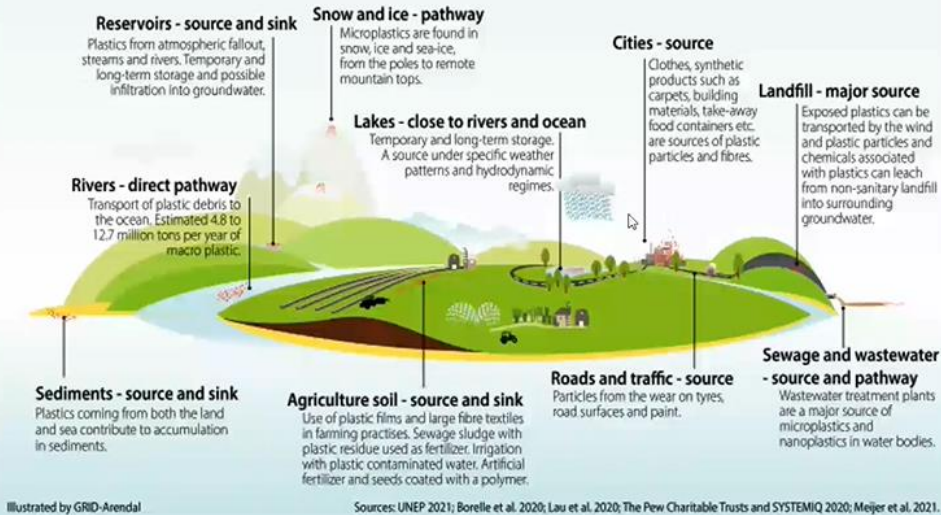 Reservoirs - source and sink
Plastics from atmospheric fallout,
streams and rivers. Temporary and
long-term storage and possible
infiltration into groundwater.
Snow and ice - pathway
Microplastics are found in
snow, ice and sea-ice,
from the poles to remote
mountain tops.
Cities - source
Clothes, synthetic
products such as
carpets, building
materials, take-away
food containers etc.
are sources of plastic
particles and fibres.
Landfill - major source
Exposed plastics can be
transported by the wind
and plastic particles and
chemicals associated
with plastics can leach
from non-sanitary landfill
into surrounding
groundwater.
Lakes - close to rivers and ocean
Temporary and long-term storage.
A source under specific weather
patterns and hydrodynamic
regimes.
Rivers - direct pathway
Transport of plastic debris to
the ocean. Estimated 4.8 to
12.7 million tons per year of
macro plastic.
Sediments - source and sink
Plastics coming from both the land
and sea contribute to accumulation
in sediments.
Agriculture soil - source and sink
Use of plastic films and large fibre textiles
in farming practises. Sewage sludge with
plastic residue used as fertilizer. Irrigation
with plastic contaminated water. Artificial
fertilizer and seeds coated with a polymer.
Roads and traffic - source
Particles from the wear on tyres,
road surfaces and paint.
Sewage and wastewater
- source and pathway
Wastewater treatment plants
are a major source of
microplastics and
nanoplastics in water bodies.
Illustrated by GRID-Arendal
Sources: UNEP 2021; Borelle et al. 2020; Lau et al. 2020; The Pew Charitable Trusts and SYSTEMIQ 2020; Meijer et al. 2021.